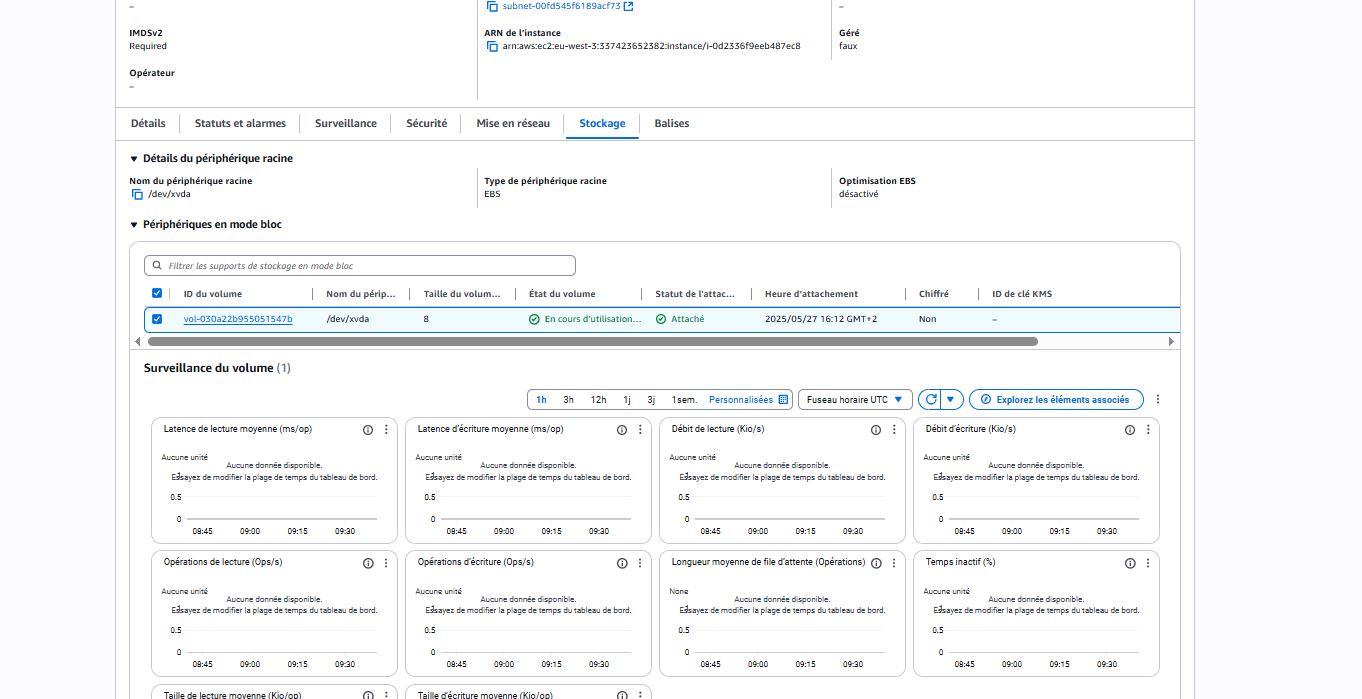 –
subnet-00fd545f6189acf73
–
IMDSv2
Required
ARN de l'instance
arn:aws:ec2:eu-west-3:337423652382:instance/i-0d2336f9eeb487ec8
Géré
faux
Opérateur
–
Détails
Statuts et alarmes
Surveillance
Sécurité
Mise en réseau
Stockage
Balises
Détails du périphérique racine
Nom du périphérique racine
/dev/xvda
Type de périphérique racine
EBS
Optimisation EBS
désactivé
Périphériques en mode bloc
Filtrer les supports de stockage en mode bloc
ID du volume
Nom du périp...
Taille du volum...
État du volume
Statut de l'attac...
Heure d'attachement
Chiffré
ID de clé KMS
vol-030a22b955051547b
/dev/xvda
8
En cours d'utilisation...
Attaché
2025/05/27 16:12 GMT+2
Non
–
Surveillance du volume (1)
1h 3h 12h 1j 3j 1sem. Personnalisées
Fuseau horaire UTC
Explorez les éléments associés
Latence de lecture moyenne (ms/op)
Aucune unité
Aucune donnée disponible.
1
Essayez de modifier la plage de temps du tableau de bord.
0.5
0
08:45 09:00 09:15 09:30
Latence d'écriture moyenne (ms/op)
Aucune unité
Aucune donnée disponible.
1
Essayez de modifier la plage de temps du tableau de bord.
0.5
0
08:45 09:00 09:15 09:30
Débit de lecture (Kio/s)
Aucune unité
Aucune donnée disponible.
1
Essayez de modifier la plage de temps du tableau de bord.
0.5
0
08:45 09:00 09:15 09:30
Débit d'écriture (Kio/s)
Aucune unité
Aucune donnée disponible.
1
Essayez de modifier la plage de temps du tableau de bord.
0.5
0
08:45 09:00 09:15 09:30
Opérations de lecture (Ops/s)
Aucune unité
Aucune donnée disponible.
1
Essayez de modifier la plage de temps du tableau de bord.
0.5
0
08:45 09:00 09:15 09:30
Opérations d'écriture (Ops/s)
Aucune unité
Aucune donnée disponible.
1
Essayez de modifier la plage de temps du tableau de bord.
0.5
0
08:45 09:00 09:15 09:30
Longueur moyenne de file d'attente (Opérations)
None
Aucune donnée disponible.
1
Essayez de modifier la plage de temps du tableau de bord.
0.5
0
08:45 09:00 09:15 09:30
Temps inactif (%)
Aucune unité
Aucune donnée disponible.
1
Essayez de modifier la plage de temps du tableau de bord.
0.5
0
08:45 09:00 09:15 09:30
Taille de lecture moyenne (Kio/op)
Taille d'écriture moyenne (Kio/op)